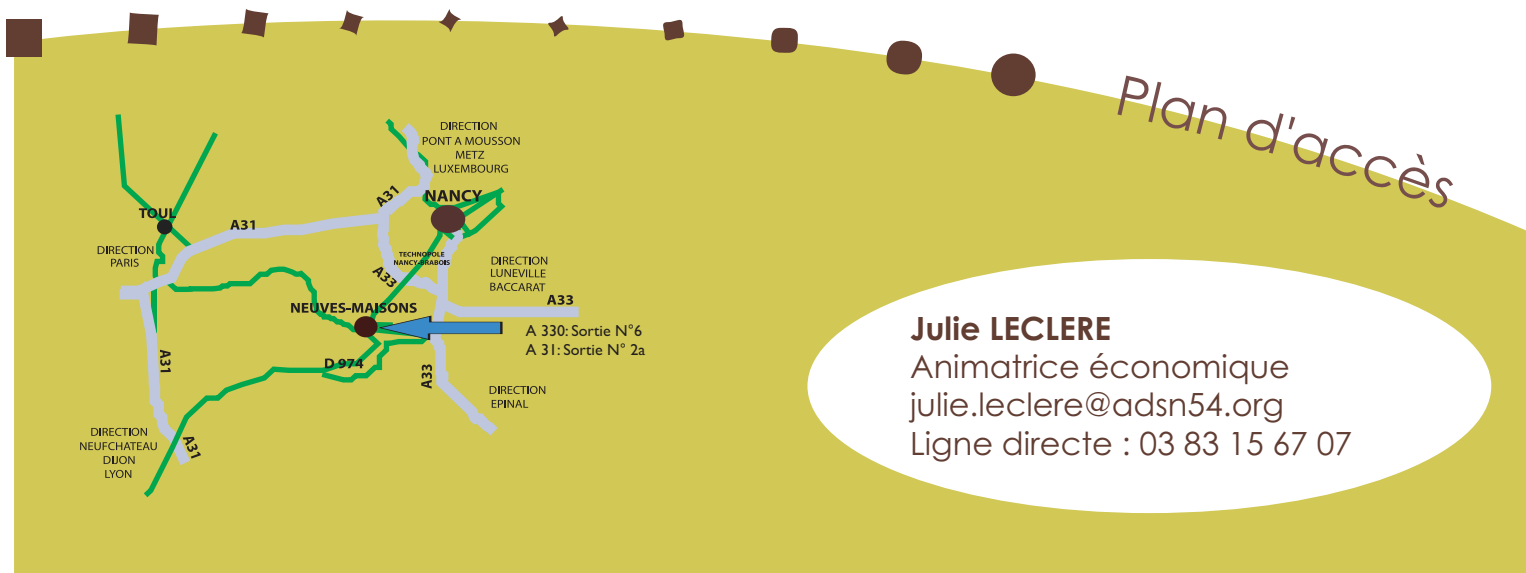 Plan d'accès
DIRECTION
PONT A MOUSSON
METZ
LUXEMBOURG
A31
NANCY
TOUL
A31
DIRECTION
PARIS
TECHNOPOLE
NANCY-BRABOIS
A33
DIRECTION
LUNEVILLE
BACCARAT
A33
NEUVES-MAISONS
A 330: Sortie N°6
A 31: Sortie N° 2a
A31
D 974
A33
DIRECTION
EPINAL
DIRECTION
NEUFCHATEAU
DIJON
LYON
A31
Julie LECLERE
Animatrice économique
julie.leclere@adsn54.org
Ligne directe : 03 83 15 67 07